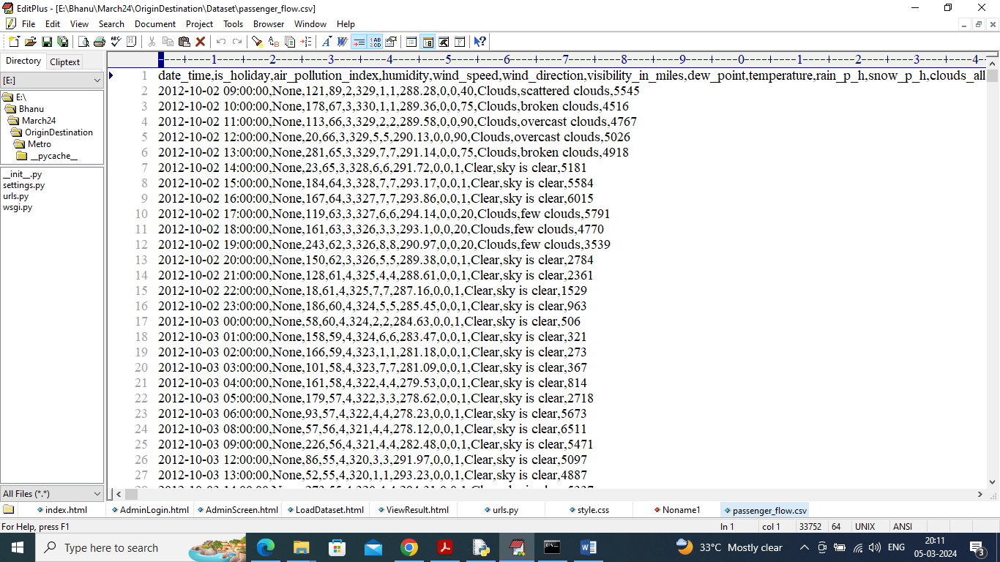 EditPlus - [E:\Bhanu\March24\OriginDestination\Dataset\passenger_flow.csv]
File Edit View Search Document Project Tools Browser Window Help
Directory Cliptext
[E:]
E:\
Bhanu
March24
OriginDestination
Metro
__pycache__
__init__.py
settings.py
urls.py
wsgi.py
All Files (*.*)
----+----1----+----2----+----3----+----4----+----5----+----6----+----7----+----8----+----9----+----0----+----1----+----2----+----3----+----4-
1 date_time,is_holiday,air_pollution_index,humidity,wind_speed,wind_direction,visibility_in_miles,dew_point,temperature,rain_p_h,snow_p_h,clouds_all
2 2012-10-02 09:00:00,None,121,89,2,329,1,1,288.28,0,0,40,Clouds,scattered clouds,5545
3 2012-10-02 10:00:00,None,178,67,3,330,1,1,289.36,0,0,75,Clouds,broken clouds,4516
4 2012-10-02 11:00:00,None,113,66,3,329,2,2,289.58,0,0,90,Clouds,overcast clouds,4767
5 2012-10-02 12:00:00,None,20,66,3,329,5,5,290.13,0,0,90,Clouds,overcast clouds,5026
6 2012-10-02 13:00:00,None,281,65,3,329,7,7,291.14,0,0,75,Clouds,broken clouds,4918
7 2012-10-02 14:00:00,None,23,65,3,328,6,6,291.72,0,0,1,Clear,sky is clear,5181
8 2012-10-02 15:00:00,None,184,64,3,328,7,7,293.17,0,0,1,Clear,sky is clear,5584
9 2012-10-02 16:00:00,None,167,64,3,327,7,7,293.86,0,0,1,Clear,sky is clear,6015
10 2012-10-02 17:00:00,None,119,63,3,327,6,6,294.14,0,0,20,Clouds,few clouds,5791
11 2012-10-02 18:00:00,None,161,63,3,326,3,3,293.1,0,0,20,Clouds,few clouds,4770
12 2012-10-02 19:00:00,None,243,62,3,326,8,8,290.97,0,0,20,Clouds,few clouds,3539
13 2012-10-02 20:00:00,None,150,62,3,326,5,5,289.38,0,0,1,Clear,sky is clear,2784
14 2012-10-02 21:00:00,None,128,61,4,325,4,4,288.61,0,0,1,Clear,sky is clear,2361
15 2012-10-02 22:00:00,None,18,61,4,325,7,7,287.16,0,0,1,Clear,sky is clear,1529
16 2012-10-02 23:00:00,None,186,60,4,324,5,5,285.45,0,0,1,Clear,sky is clear,963
17 2012-10-03 00:00:00,None,58,60,4,324,2,2,284.63,0,0,1,Clear,sky is clear,506
18 2012-10-03 01:00:00,None,158,59,4,324,6,6,283.47,0,0,1,Clear,sky is clear,321
19 2012-10-03 02:00:00,None,166,59,4,323,1,1,281.18,0,0,1,Clear,sky is clear,273
20 2012-10-03 03:00:00,None,101,58,4,323,7,7,281.09,0,0,1,Clear,sky is clear,367
21 2012-10-03 04:00:00,None,161,58,4,322,4,4,279.53,0,0,1,Clear,sky is clear,814
22 2012-10-03 05:00:00,None,179,57,4,322,3,3,278.62,0,0,1,Clear,sky is clear,2718
23 2012-10-03 06:00:00,None,93,57,4,322,4,4,278.23,0,0,1,Clear,sky is clear,5673
24 2012-10-03 08:00:00,None,57,56,4,321,4,4,278.12,0,0,1,Clear,sky is clear,6511
25 2012-10-03 09:00:00,None,226,56,4,321,4,4,282.48,0,0,1,Clear,sky is clear,5471
26 2012-10-03 12:00:00,None,86,55,4,320,3,3,291.97,0,0,1,Clear,sky is clear,5097
27 2012-10-03 13:00:00,None,52,55,4,320,1,1,293.23,0,0,1,Clear,sky is clear,4887
index.html AdminLogin.html AdminScreen.html LoadDataset.html ViewResult.html urls.py style.css Noname1 passenger_flow.csv
For Help, press F1 ln 1 col 1 33752 64 UNIX ANSI
Type here to search 33°C Mostly clear ENG 20:11
05-03-2024 3